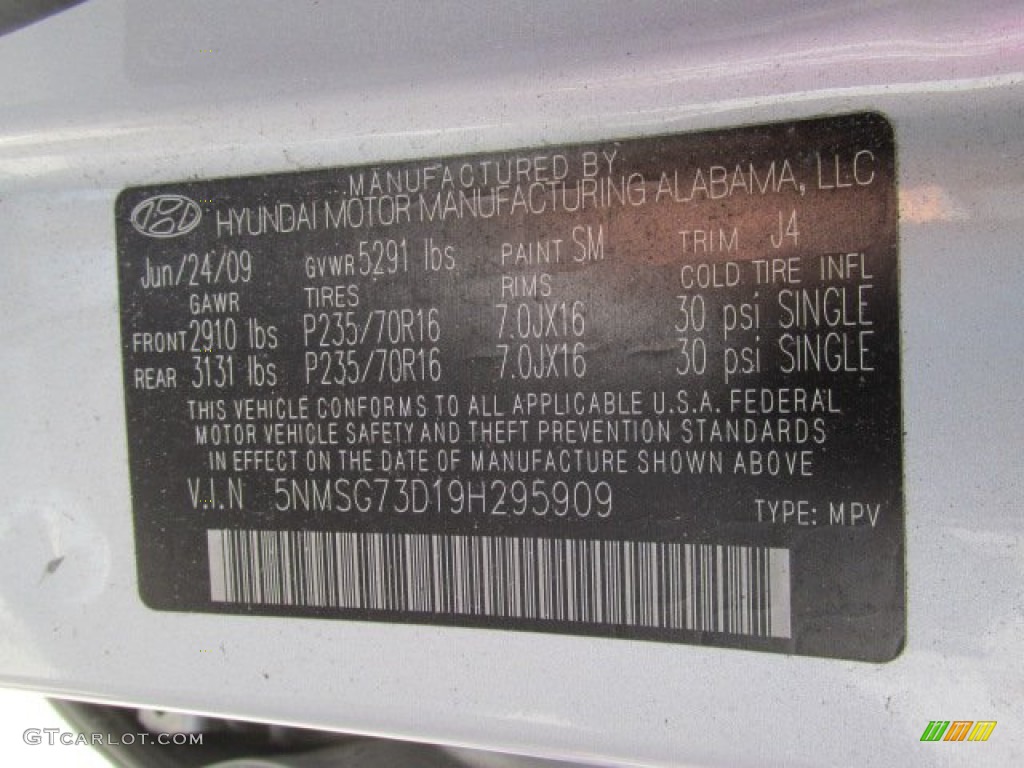 MANUFACTURED BY
HYUNDAI MOTOR MANUFACTURING ALABAMA, LLC
Jun/24/09 GVWR 5291 lbs PAINT SM TRIM J4
GAWR TIRES RIMS COLD TIRE INFL
FRONT 2910 lbs P235/70R16 7.0JX16 30 psi SINGLE
REAR 3131 lbs P235/70R16 7.0JX16 30 psi SINGLE
THIS VEHICLE CONFORMS TO ALL APPLICABLE U.S.A. FEDERAL
MOTOR VEHICLE SAFETY AND THEFT PREVENTION STANDARDS
IN EFFECT ON THE DATE OF MANUFACTURE SHOWN ABOVE
V.I.N 5NMSG73D19H295909 TYPE: MPV
GTCARLOT.COM